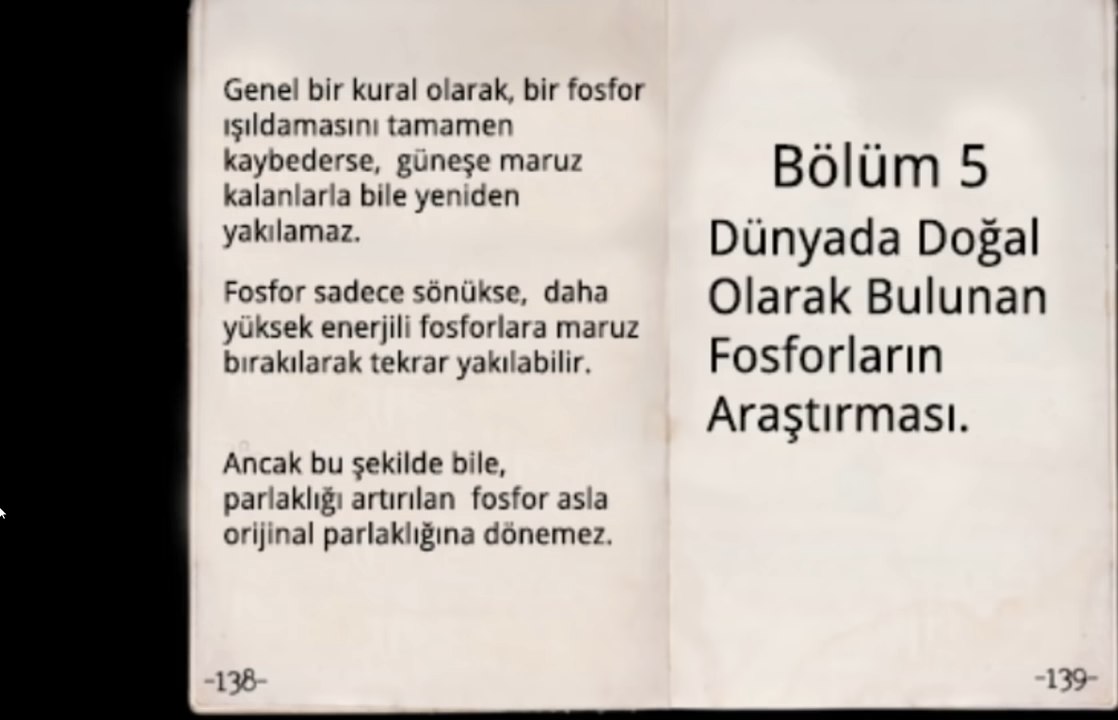 Genel bir kural olarak, bir fosfor
ışıldamasını tamamen
kaybederse, güneşe maruz
kalanlarla bile yeniden
yakılamaz.
Fosfor sadece sönükse, daha
yüksek enerjili fosforlara maruz
bırakılarak tekrar yakılabilir.
Ancak bu şekilde bile,
parlaklığı artırılan fosfor asla
orijinal parlaklığına dönemez.
-138-
Bölüm 5
Dünyada Doğal
Olarak Bulunan
Fosforların
Araştırması.
-139-